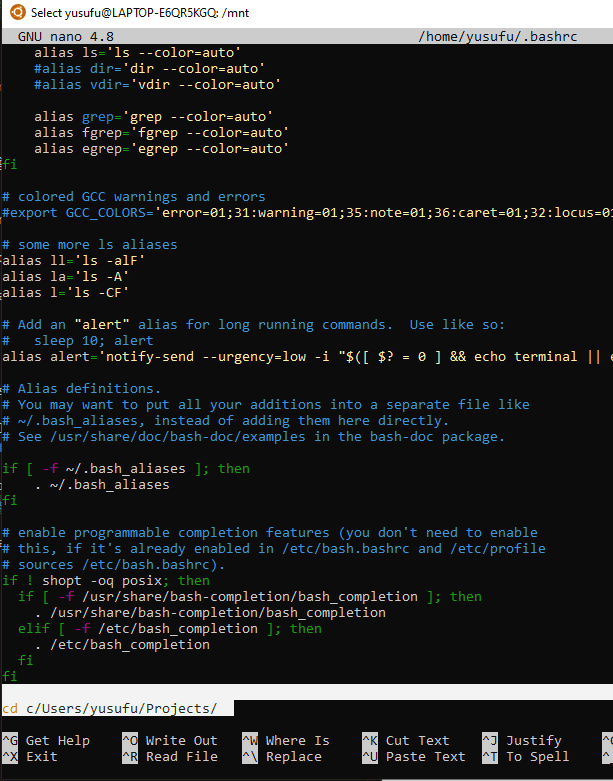 Select yusufu@LAPTOP-E6QR5KGQ: /mnt
GNU nano 4.8 /home/yusufu/.bashrc
alias ls='ls --color=auto'
#alias dir='dir --color=auto'
#alias vdir='vdir --color=auto'
alias grep='grep --color=auto'
alias fgrep='fgrep --color=auto'
alias egrep='egrep --color=auto'
fi
# colored GCC warnings and errors
#export GCC_COLORS='error=01;31:warning=01;35:note=01;36:caret=01;32:locus=01
# some more ls aliases
alias ll='ls -alF'
alias la='ls -A'
alias l='ls -CF'
# Add an "alert" alias for long running commands.  Use like so:
#   sleep 10; alert
alias alert='notify-send --urgency=low -i "$([ $? = 0 ] && echo terminal || e
# Alias definitions.
# You may want to put all your additions into a separate file like
# ~/.bash_aliases, instead of adding them here directly.
# See /usr/share/doc/bash-doc/examples in the bash-doc package.
if [ -f ~/.bash_aliases ]; then
. ~/.bash_aliases
fi
# enable programmable completion features (you don't need to enable
# this, if it's already enabled in /etc/bash.bashrc and /etc/profile
# sources /etc/bash.bashrc).
if ! shopt -oq posix; then
if [ -f /usr/share/bash-completion/bash_completion ]; then
. /usr/share/bash-completion/bash_completion
elif [ -f /etc/bash_completion ]; then
. /etc/bash_completion
fi
fi
cd c/Users/yusufu/Projects/
^G Get Help ^O Write Out ^W Where Is ^K Cut Text ^J Justify
^X Exit ^R Read File ^\ Replace ^U Paste Text ^T To Spell